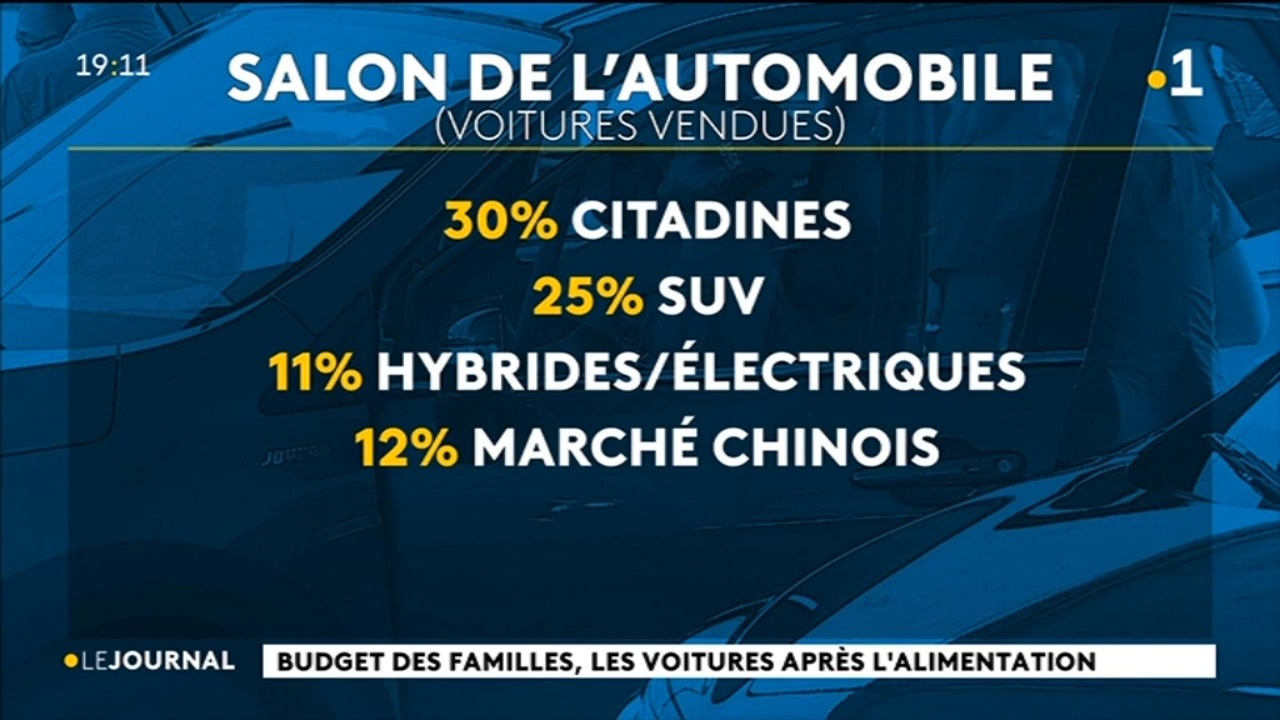 19:11
SALON DE L'AUTOMOBILE
1
(VOITURES VENDUES)
30% CITADINES
25% SUV
11% HYBRIDES/ÉLECTRIQUES
12% MARCHÉ CHINOIS
LEJOURNAL
BUDGET DES FAMILLES, LES VOITURES APRÈS L'ALIMENTATION